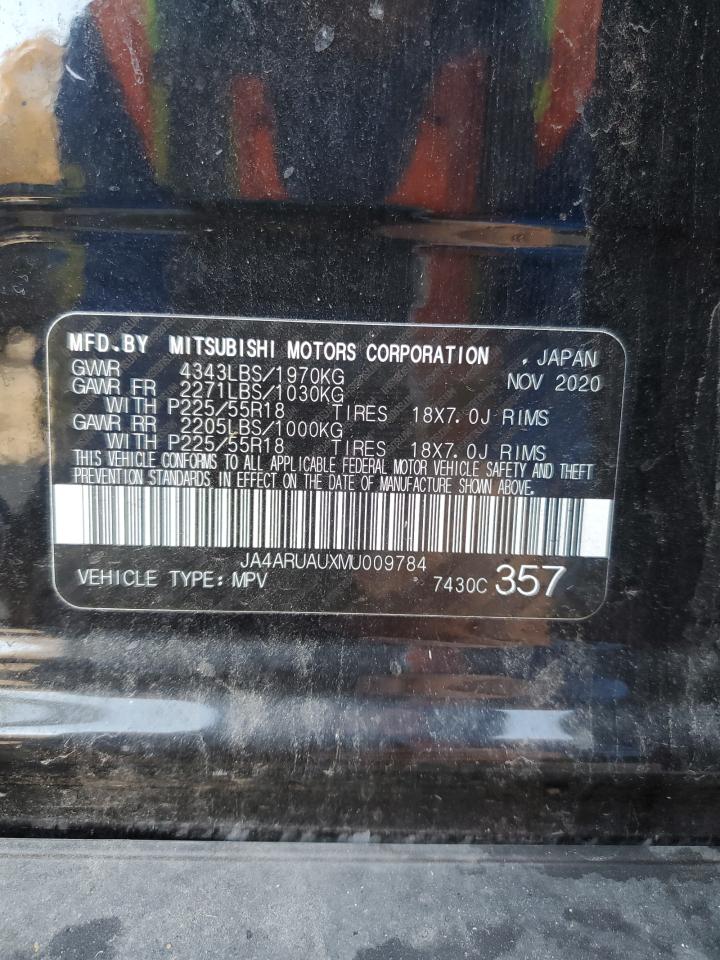 MFD.BY MITSUBISHI MOTORS CORPORATION . JAPAN
GVWR 4343LBS/1970KG NOV 2020
GAWR FR 2271LBS/1030KG
WITH P225/55R18 TIRES 18X7.0J RIMS
GAWR RR 2205LBS/1000KG
WITH P225/55R18 TIRES 18X7.0J RIMS
THIS VEHICLE CONFORMS TO ALL APPLICABLE FEDERAL MOTOR VEHICLE SAFETY AND THEFT
PREVENTION STANDARDS IN EFFECT ON THE DATE OF MANUFACTURE SHOWN ABOVE.
JA4ARUAUXMU009784
VEHICLE TYPE: MPV 7430C 357